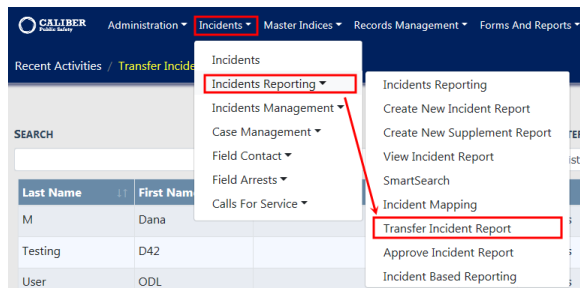 CALIBER
Public Safety
Administration Incidents Master Indices Records Management Forms And Reports
Recent Activities / Transfer Incide
Incidents
Incidents Reporting
Incidents Management
Case Management
Field Contact
Field Arrests
Calls For Service
Incidents Reporting
Create New Incident Report
Create New Supplement Report
View Incident Report
SmartSearch
Incident Mapping
Transfer Incident Report
Approve Incident Report
Incident Based Reporting
SEARCH
Last Name First Name
M Dana
Testing D42
User ODL